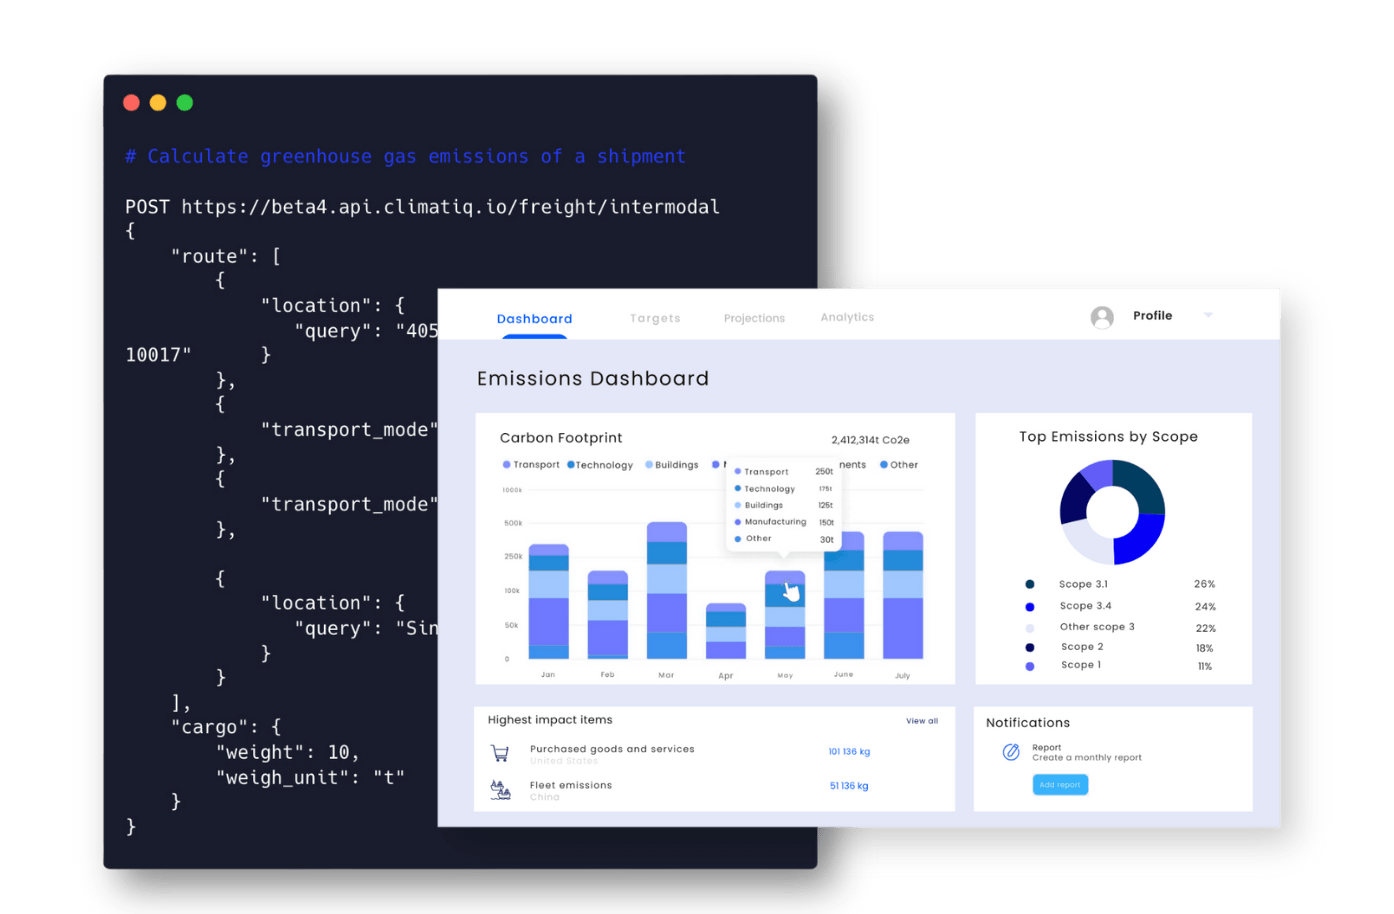 # Calculate greenhouse gas emissions of a shipment
POST https://beta4.api.climatiq.io/freight/intermodal
{
"route": [
{
"location": {
"query": "405
10017" }
},
{
"transport_mode"
},
{
"transport_mode"
},
{
"location": {
"query": "Sin
}
}
],
"cargo": {
"weight": 10,
"weigh_unit": "t"
}
}
Dashboard Targets Projections Analytics Profile
Emissions Dashboard
Carbon Footprint 2,412,314t Co2e
Transport Technology Buildings Other
Transport 250t
Technology 175t
Buildings 125t
Manufacturing 150t
Other 30t
1000k
500k
250k
100k
50k
0
Jan Feb Mar Apr May June July
Top Emissions by Scope
Scope 3.1 26%
Scope 3.4 24%
Other scope 3 22%
Scope 2 18%
Scope 1 11%
Highest impact items View all
Purchased goods and services 101 136 kg
United States
Fleet emissions 51 136 kg
China
Notifications
Report
Create a monthly report
Add report